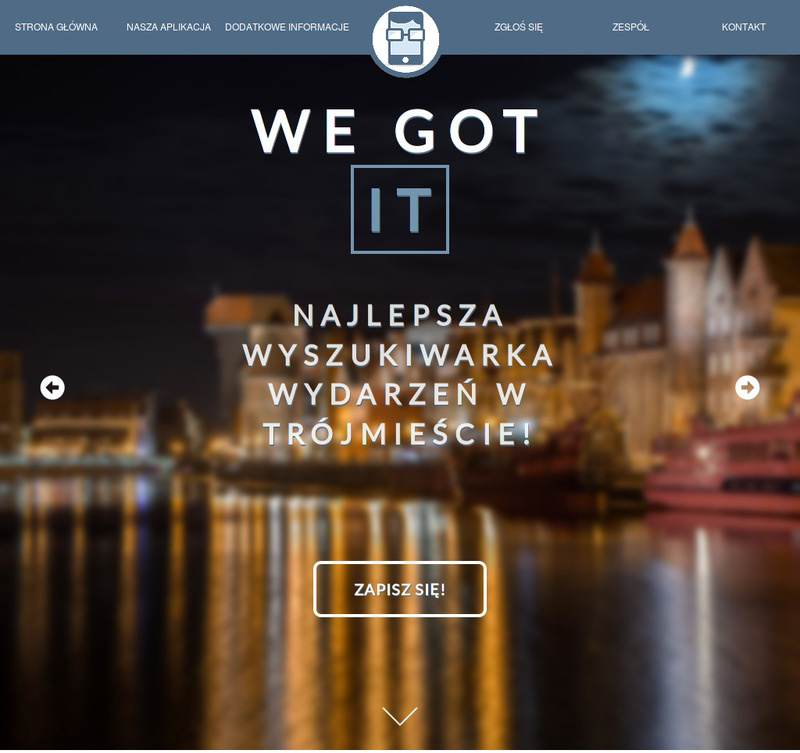 STRONA GŁÓWNA
NASZA APLIKACJA
DODATKOWE INFORMACJE
ZGŁOŚ SIĘ
ZESPÓŁ
KONTAKT
WE GOT
IT
NAJLEPSZA
WYSZUKIWARKA
WYDARZEŃ W
TRÓJMIEŚCIE!
ZAPISZ SIĘ!